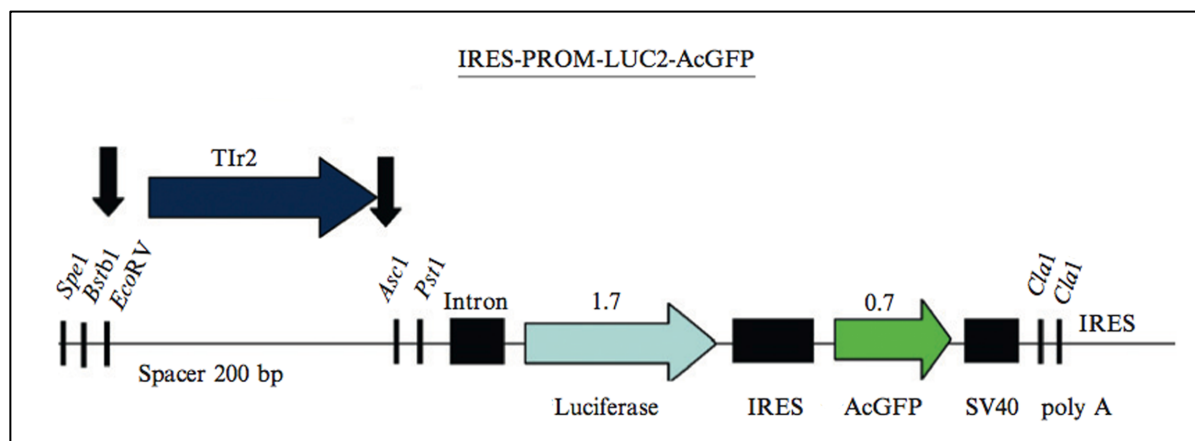 IRES-PROM-LUC2-AcGFP
TIr2
Spe1
Bstb1
EcoRV
Asc1
Pst1
Intron
1.7
0.7
Cla1
Cla1
IRES
Spacer 200 bp
Luciferase
IRES
AcGFP
SV40
poly A